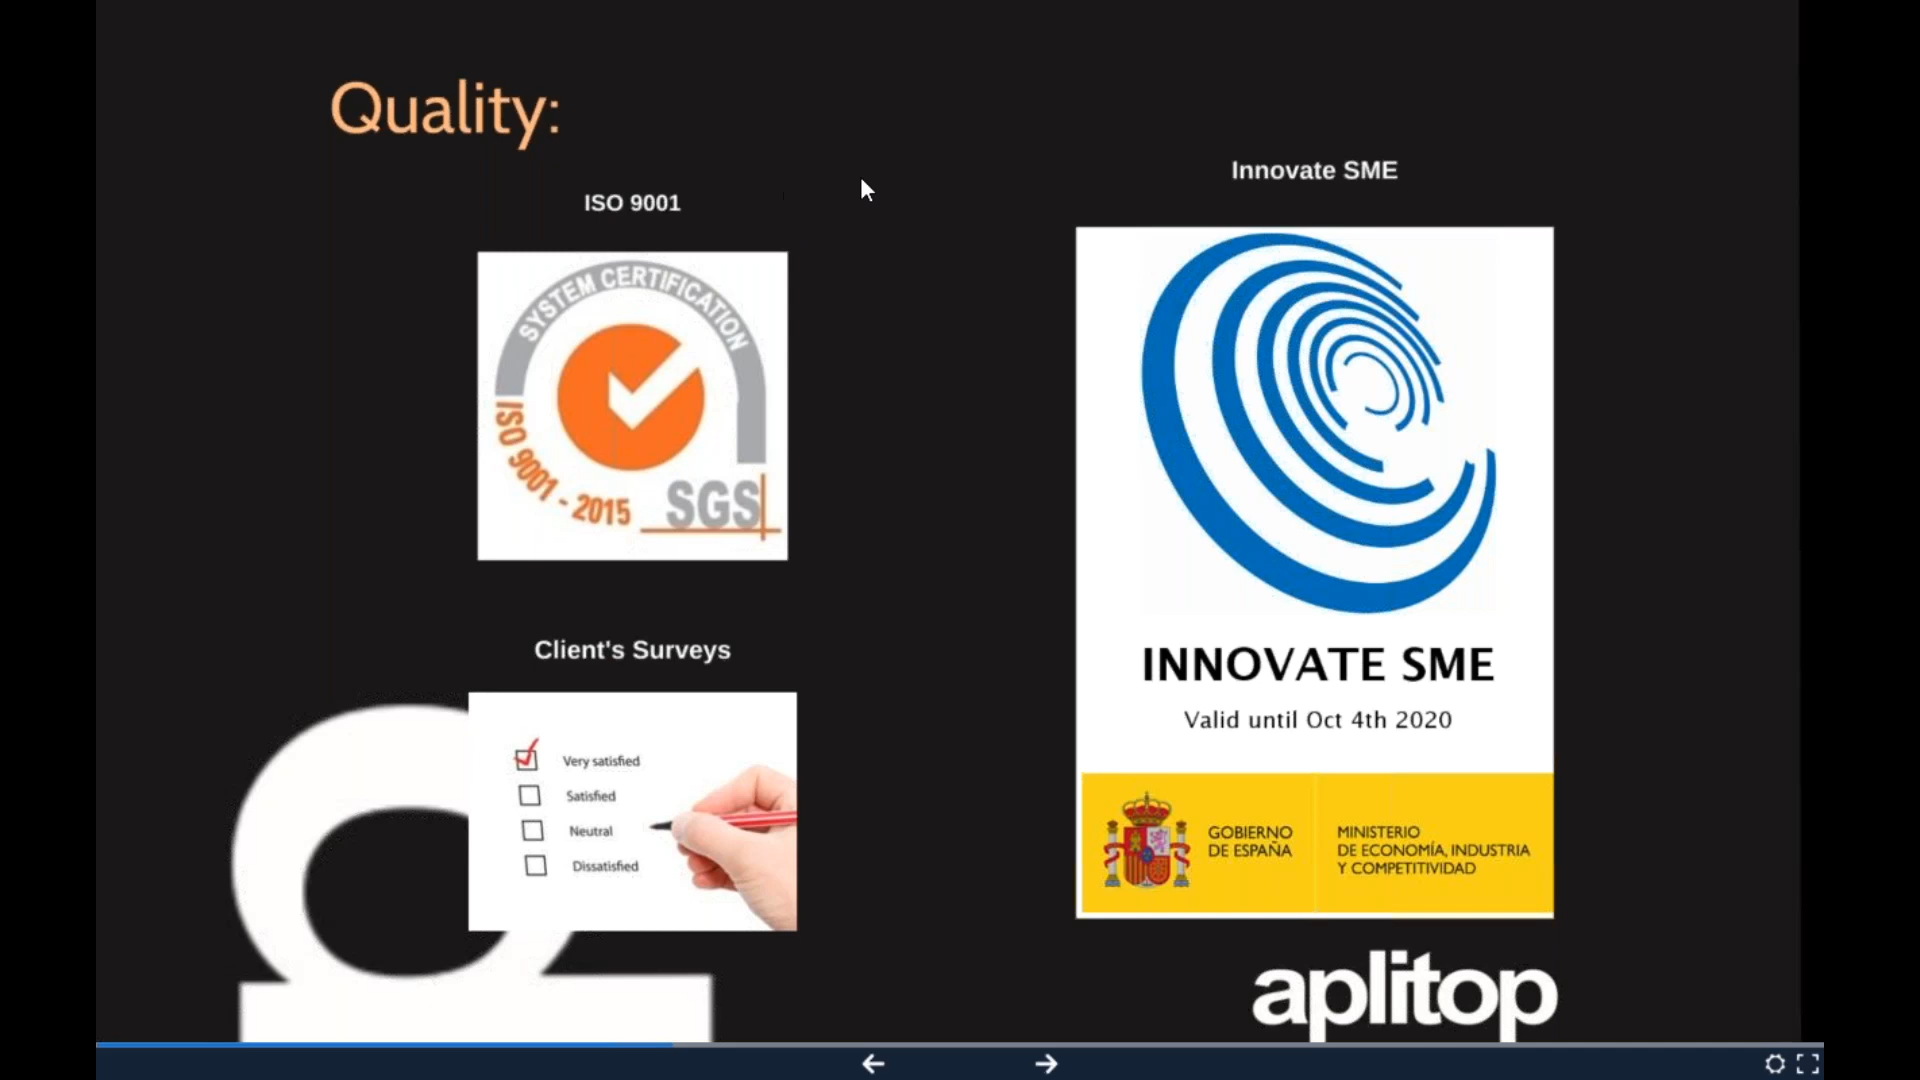 Quality:
ISO 9001
SYSTEM CERTIFICATION
ISO 9001 - 2015
SGS
Client's Surveys
Very satisfied
Satisfied
Neutral
Dissatisfied
Innovate SME
INNOVATE SME
Valid until Oct 4th 2020
GOBIERNO
DE ESPAÑA
MINISTERIO
DE ECONOMÍA, INDUSTRIA
Y COMPETITIVIDAD
aplitop